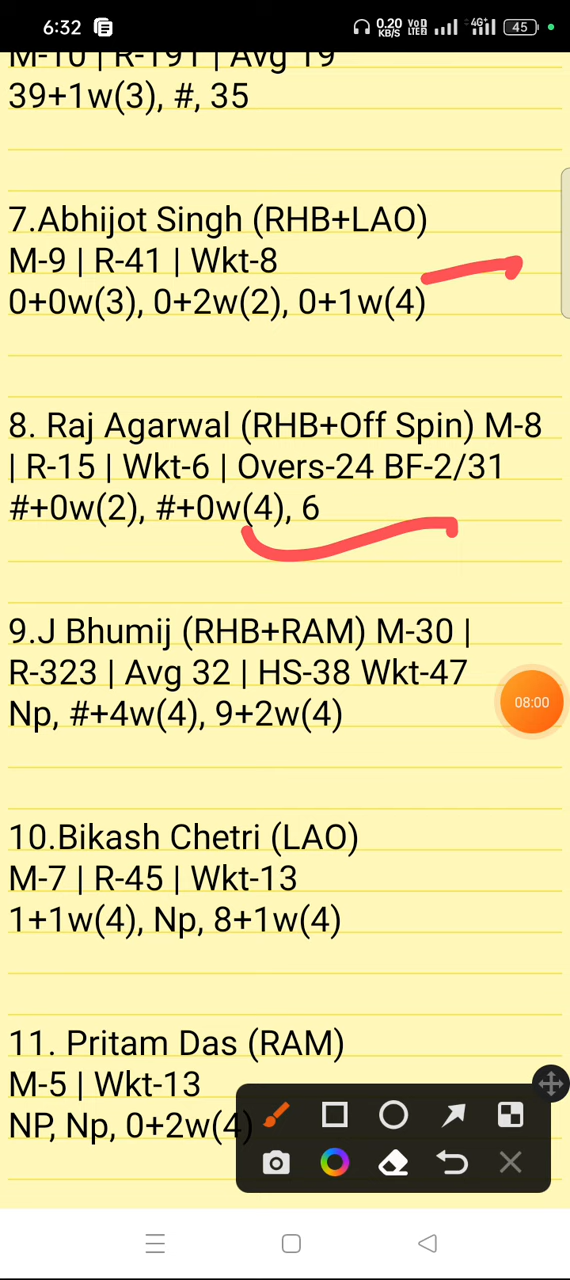 6:32
0.20 KB/S
Vo LTE 2
4G+
45
M-10 | R-191 | Avg 19
39+1w(3), #, 35
7.Abhijot Singh (RHB+LAO)
M-9 | R-41 | Wkt-8
0+0w(3), 0+2w(2), 0+1w(4)
8. Raj Agarwal (RHB+Off Spin) M-8
| R-15 | Wkt-6 | Overs-24 BF-2/31
#+0w(2), #+0w(4), 6
9.J Bhumij (RHB+RAM) M-30 |
R-323 | Avg 32 | HS-38 Wkt-47
Np, #+4w(4), 9+2w(4)
08:00
10.Bikash Chetri (LAO)
M-7 | R-45 | Wkt-13
1+1w(4), Np, 8+1w(4)
11. Pritam Das (RAM)
M-5 | Wkt-13
NP, Np, 0+2w(4)